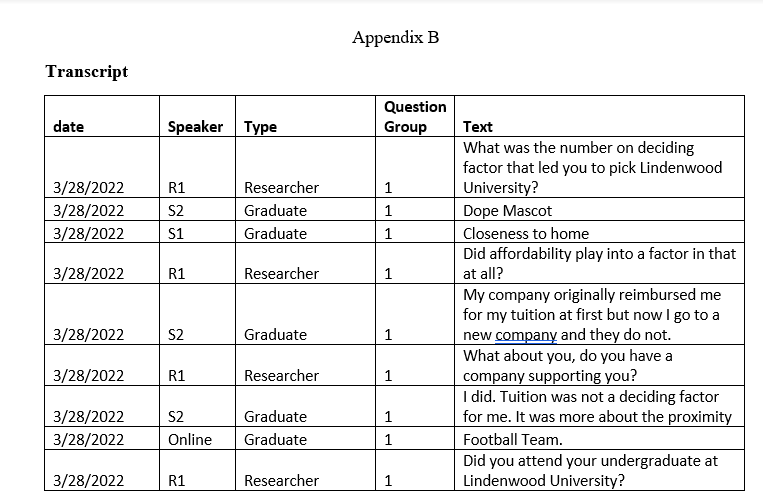 Appendix B
Transcript
Question
date Speaker Type Group Text
What was the number on deciding
factor that led you to pick Lindenwood
3/28/2022 R1 Researcher 1 University?
3/28/2022 S2 Graduate 1 Dope Mascot
3/28/2022 S1 Graduate 1 Closeness to home
Did affordability play into a factor in that
3/28/2022 R1 Researcher 1 at all?
My company originally reimbursed me
for my tuition at first but now I go to a
3/28/2022 S2 Graduate 1 new company and they do not.
What about you, do you have a
3/28/2022 R1 Researcher 1 company supporting you?
I did. Tuition was not a deciding factor
3/28/2022 S2 Graduate 1 for me. It was more about the proximity
3/28/2022 Online Graduate 1 Football Team.
Did you attend your undergraduate at
3/28/2022 R1 Researcher 1 Lindenwood University?